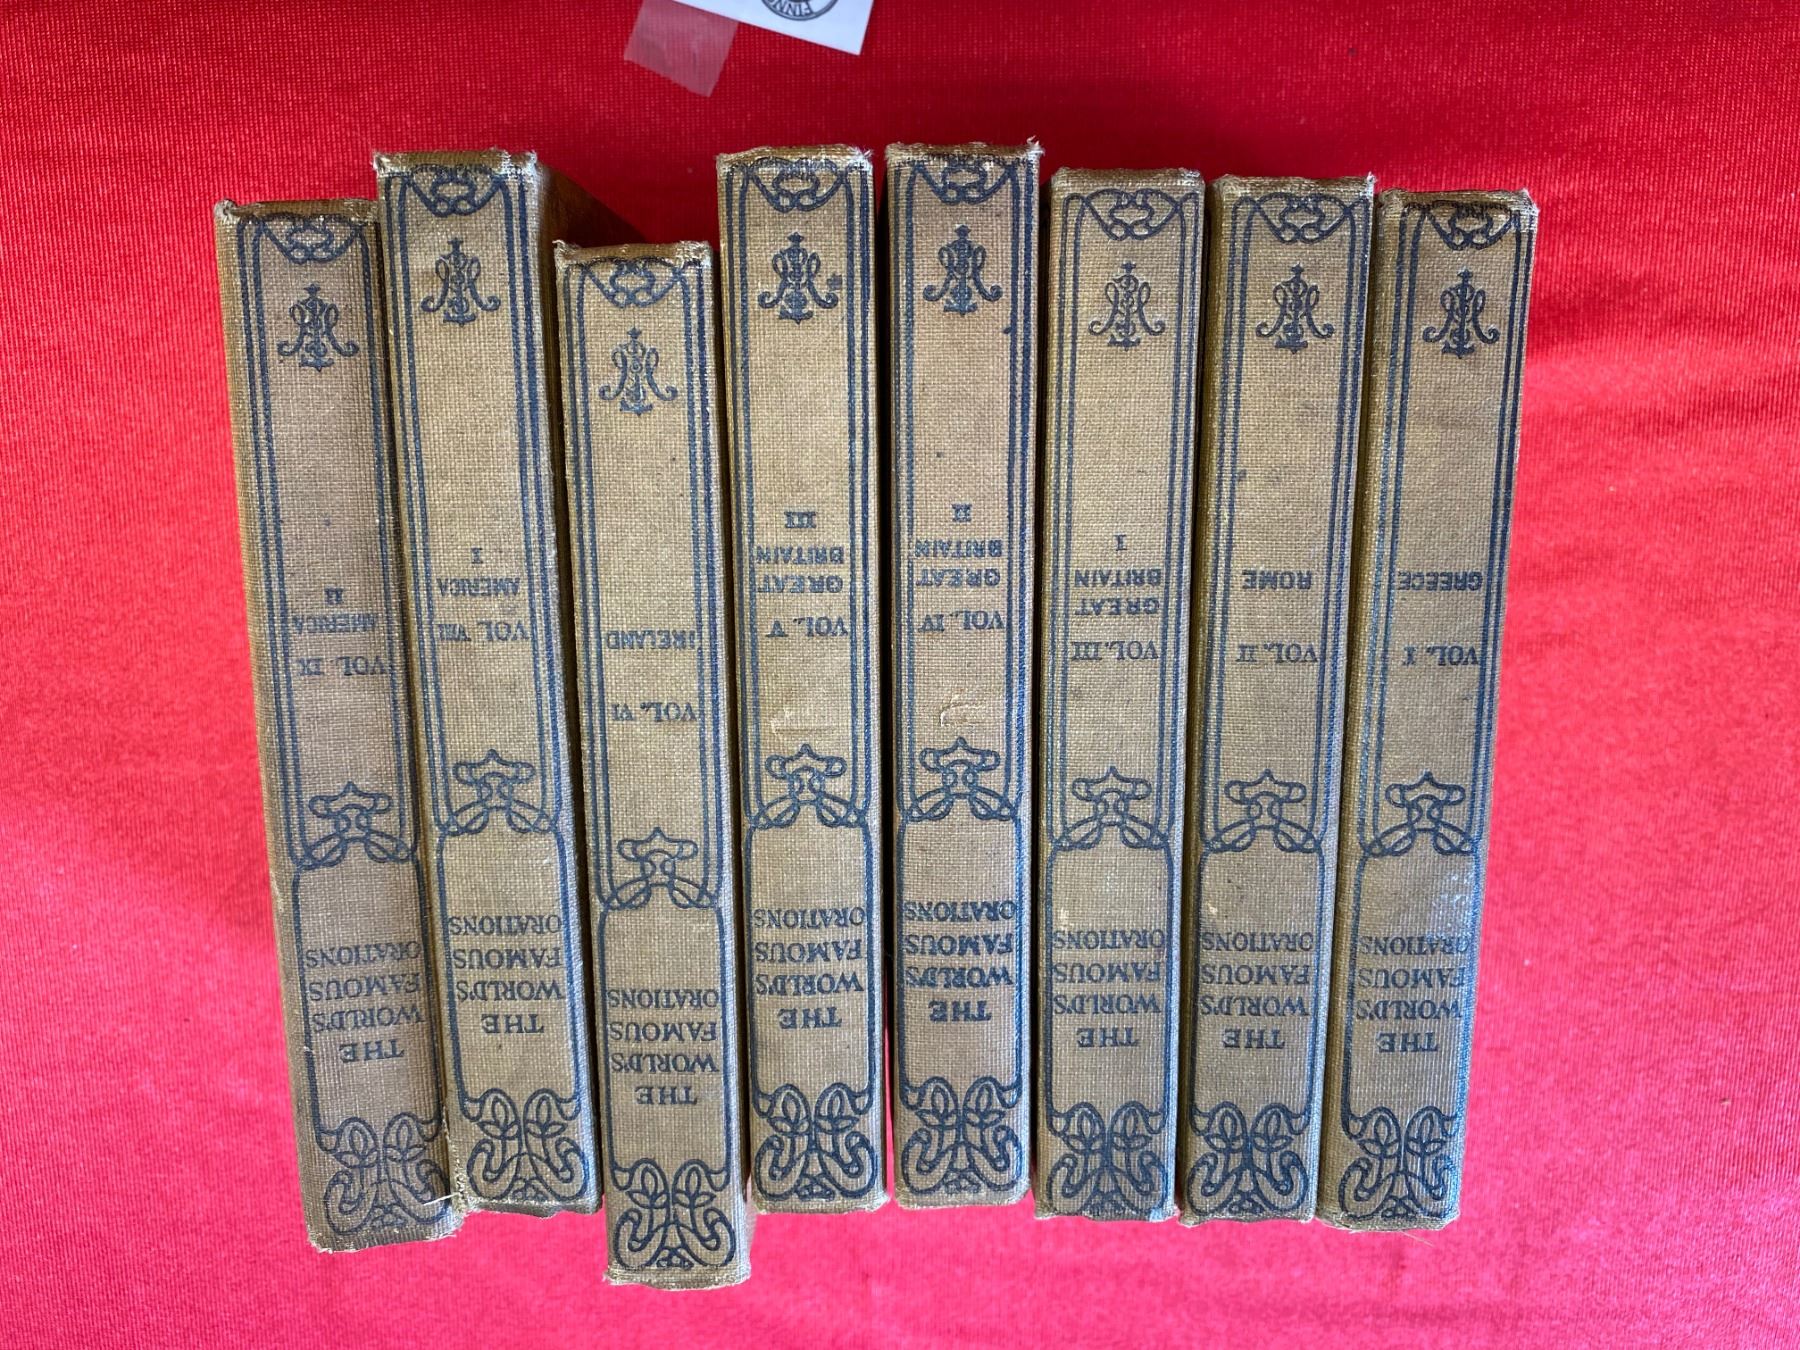 THE
WORLD'S
FAMOUS
ORATIONS
VOL. I
GREECE
THE
WORLD'S
FAMOUS
ORATIONS
VOL. II
ROME
THE
WORLD'S
FAMOUS
ORATIONS
VOL. III
GREAT
BRITAIN
I
THE
WORLD'S
FAMOUS
ORATIONS
VOL. IV
GREAT
BRITAIN
II
THE
WORLD'S
FAMOUS
ORATIONS
VOL. V
GREAT
BRITAIN
III
THE
WORLD'S
FAMOUS
ORATIONS
VOL. VI
IRELAND
THE
WORLD'S
FAMOUS
ORATIONS
VOL. VIII
AMERICA
I
THE
WORLD'S
FAMOUS
ORATIONS
VOL. IX
AMERICA
II